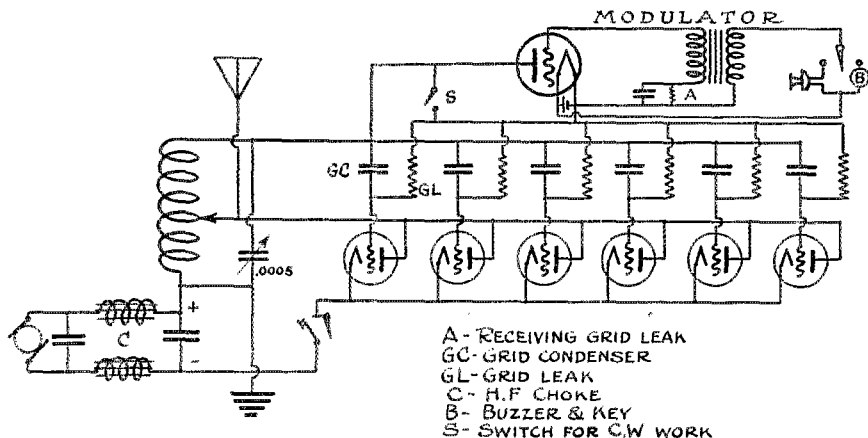 MODULATOR
S
A
B
GC
GL
.0005
+
C
-
A - RECEIVING GRID LEAK
GC - GRID CONDENSER
GL - GRID LEAK
C - H.F CHOKE
B - BUZZER & KEY
S - SWITCH FOR C.W WORK